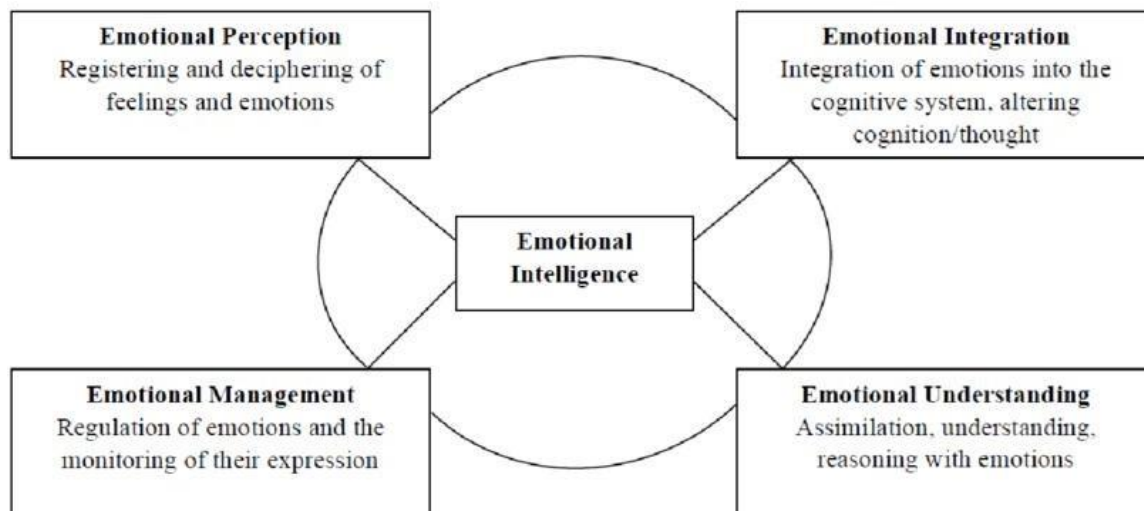 Emotional Perception
Registering and deciphering of
feelings and emotions
Emotional Integration
Integration of emotions into the
cognitive system, altering
cognition/thought
Emotional
Intelligence
Emotional Management
Regulation of emotions and the
monitoring of their expression
Emotional Understanding
Assimilation, understanding,
reasoning with emotions